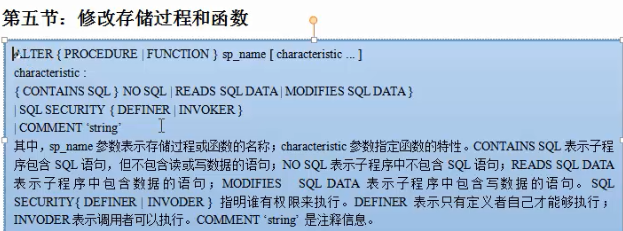 第五节：修改存储过程和函数
ALTER { PROCEDURE | FUNCTION } sp_name [ characteristic ... ]
characteristic :
{ CONTAINS SQL } NO SQL | READS SQL DATA | MODIFIES SQL DATA }
| SQL SECURITY { DEFINER | INVOKER }
| COMMENT ‘string’
其中，sp_name 参数表示存储过程或函数的名称；characteristic 参数指定函数的特性。CONTAINS SQL 表示子程
序包含 SQL 语句，但不包含读或写数据的语句；NO SQL 表示子程序中不包含 SQL 语句；READS SQL DATA
表示子程序中包含数据的语句；MODIFIES SQL DATA 表示子程序中包含写数据的语句。SQL
SECURITY{ DEFINER | INVODER } 指明谁有权限来执行。DEFINER 表示只有定义者自己才能够执行；
INVODER 表示调用者可以执行。COMMENT ‘string’ 是注释信息。